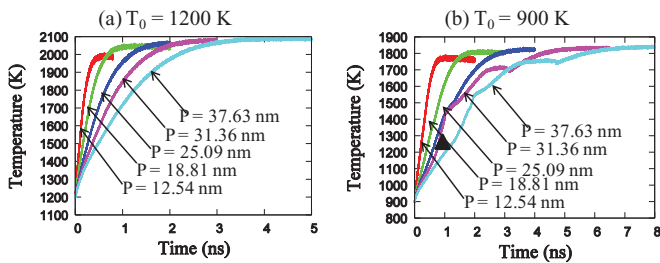 (a) T₀ = 1200 K
Temperature (K)
2100
2000
1900
1800
1700
1600
1500
1400
1300
1200
1100
P = 37.63 nm
P = 31.36 nm
P = 25.09 nm
P = 18.81 nm
P = 12.54 nm
0 1 2 3 4 5
Time (ns)
(b) T₀ = 900 K
Temperature (K)
2100
2000
1900
1800
1700
1600
1500
1400
1300
1200
1100
1000
900
800
P = 37.63 nm
P = 31.36 nm
P = 25.09 nm
P = 18.81 nm
P = 12.54 nm
0 1 2 3 4 5 6 7 8
Time (ns)